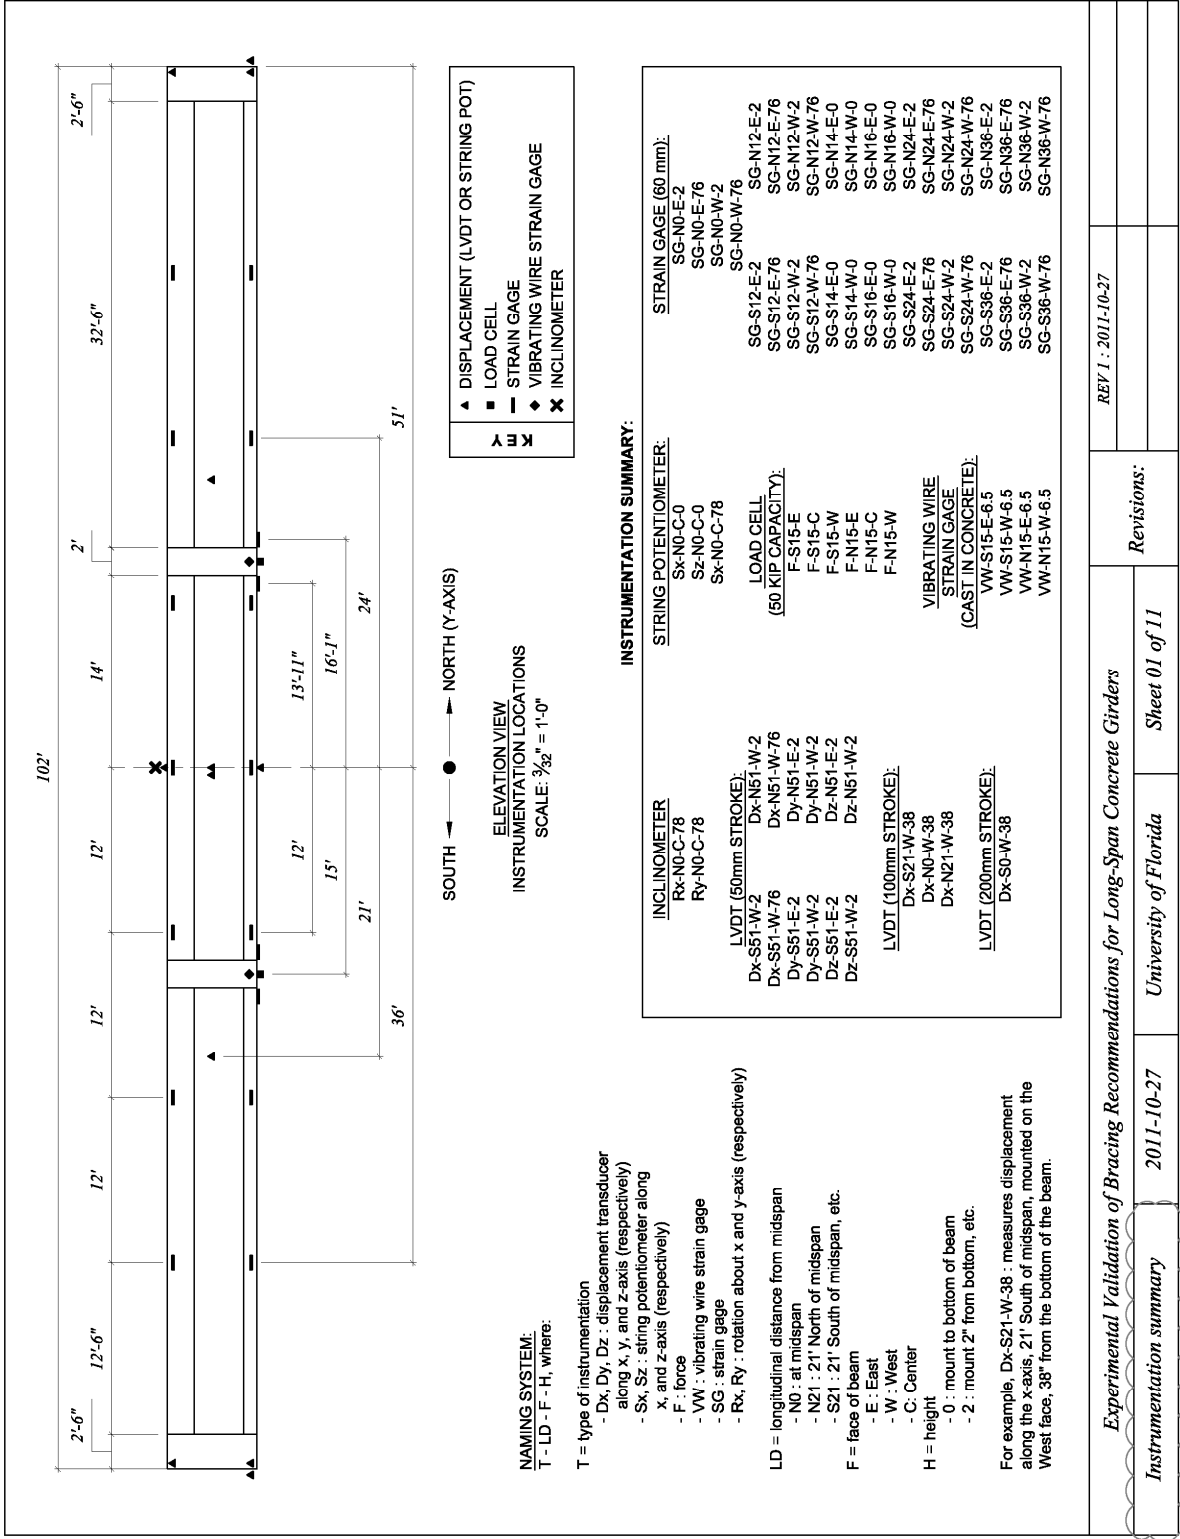 102'
2'-6"
12'-6"
12'
12'
12'
14'
2'
32'-6"
2'-6"
12'
13'-11"
15'
16'-1"
21'
24'
36'
51'
SOUTH
NORTH (Y-AXIS)
ELEVATION VIEW
INSTRUMENTATION LOCATIONS
SCALE: 3/32" = 1'-0"
KEY
DISPLACEMENT (LVDT OR STRING POT)
LOAD CELL
STRAIN GAGE
VIBRATING WIRE STRAIN GAGE
INCLINOMETER
NAMING SYSTEM:
T - LD - F - H, where:
T = type of instrumentation
- Dx, Dy, Dz : displacement transducer
along x, y, and z-axis (respectively)
- Sx, Sz : string potentiometer along
x, and z-axis (respectively)
- F : force
- VW : vibrating wire strain gage
- SG : strain gage
- Rx, Ry : rotation about x and y-axis (respectively)
LD = longitudinal distance from midspan
- N0 : at midspan
- N21 : 21' North of midspan
- S21 : 21' South of midspan, etc.
F = face of beam
- E : East
- W : West
- C: Center
H = height
- 0 : mount to bottom of beam
- 2 : mount 2" from bottom, etc.
For example, Dx-S21-W-38 : measures displacement
along the x-axis, 21' South of midspan, mounted on the
West face, 38" from the bottom of the beam.
INSTRUMENTATION SUMMARY:
INCLINOMETER
Rx-N0-C-78
Ry-N0-C-78
LVDT (50mm STROKE):
Dx-S51-W-2 Dx-N51-W-2
Dx-S51-W-76 Dx-N51-W-76
Dy-S51-E-2 Dy-N51-E-2
Dy-S51-W-2 Dy-N51-W-2
Dz-S51-E-2 Dz-N51-E-2
Dz-S51-W-2 Dz-N51-W-2
LVDT (100mm STROKE):
Dx-S21-W-38
Dx-N0-W-38
Dx-N21-W-38
LVDT (200mm STROKE):
Dx-S0-W-38
STRING POTENTIOMETER:
Sx-N0-C-0
Sz-N0-C-0
Sx-N0-C-78
LOAD CELL
(50 KIP CAPACITY):
F-S15-E
F-S15-C
F-S15-W
F-N15-E
F-N15-C
F-N15-W
VIBRATING WIRE
STRAIN GAGE
(CAST IN CONCRETE):
VW-S15-E-6.5
VW-S15-W-6.5
VW-N15-E-6.5
VW-N15-W-6.5
STRAIN GAGE (60 mm):
SG-N0-E-2
SG-N0-E-76
SG-N0-W-2
SG-N0-W-76
SG-S12-E-2 SG-N12-E-2
SG-S12-E-76 SG-N12-E-76
SG-S12-W-2 SG-N12-W-2
SG-S12-W-76 SG-N12-W-76
SG-S14-E-0 SG-N14-E-0
SG-S14-W-0 SG-N14-W-0
SG-S16-E-0 SG-N16-E-0
SG-S16-W-0 SG-N16-W-0
SG-S24-E-2 SG-N24-E-2
SG-S24-E-76 SG-N24-E-76
SG-S24-W-2 SG-N24-W-2
SG-S24-W-76 SG-N24-W-76
SG-S36-E-2 SG-N36-E-2
SG-S36-E-76 SG-N36-E-76
SG-S36-W-2 SG-N36-W-2
SG-S36-W-76 SG-N36-W-76
Experimental Validation of Bracing Recommendations for Long-Span Concrete Girders
Instrumentation summary
2011-10-27
University of Florida
Sheet 01 of 11
Revisions:
REV 1 : 2011-10-27